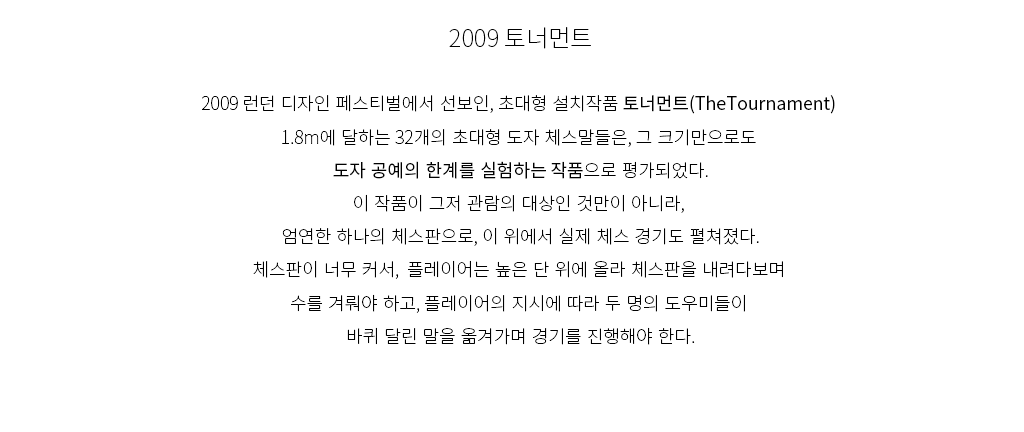 2009 토너먼트
2009 런던 디자인 페스티벌에서 선보인, 초대형 설치작품 토너먼트(TheTournament)
1.8m에 달하는 32개의 초대형 도자 체스말들은, 그 크기만으로도
도자 공예의 한계를 실험하는 작품으로 평가되었다.
이 작품이 그저 관람의 대상인 것만이 아니라,
엄연한 하나의 체스판으로, 이 위에서 실제 체스 경기도 펼쳐졌다.
체스판이 너무 커서, 플레이어는 높은 단 위에 올라 체스판을 내려다보며
수를 겨뤄야 하고, 플레이어의 지시에 따라 두 명의 도우미들이
바퀴 달린 말을 옮겨가며 경기를 진행해야 한다.